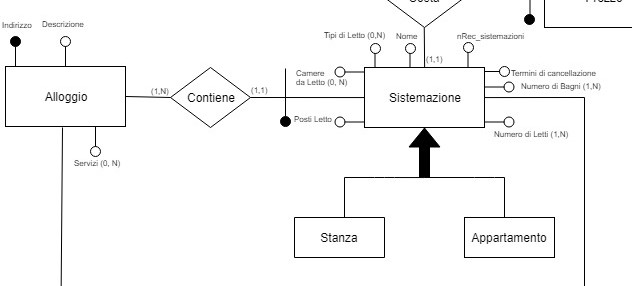 Costa
Prezzo
Indirizzo
Descrizione
Tipi di Letto (0,N)
Nome
nRec_sistemazioni
(1,1)
Camere
da Letto (0, N)
Termini di cancellazione
Numero di Bagni (1,N)
Alloggio
(1,N)
Contiene
(1,1)
Sistemazione
Posti Letto
Numero di Letti (1,N)
Servizi (0, N)
Stanza
Appartamento